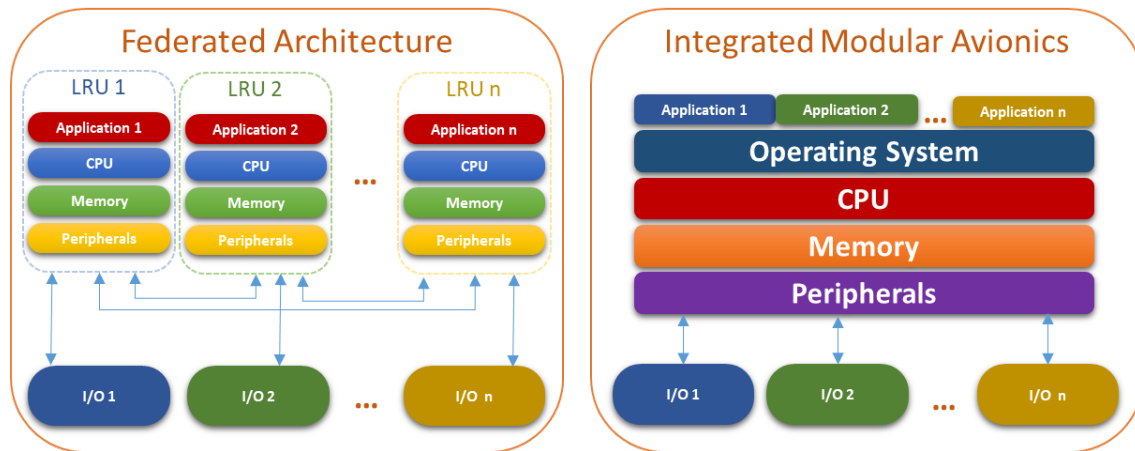 Federated Architecture
LRU 1
LRU 2
LRU n
Application 1
Application 2
Application n
CPU
CPU
CPU
...
Memory
Memory
Memory
Peripherals
Peripherals
Peripherals
I/O 1
I/O 2
...
I/O n
Integrated Modular Avionics
Application 1
Application 2
...
Application n
Operating System
CPU
Memory
Peripherals
I/O 1
I/O 2
...
I/O n